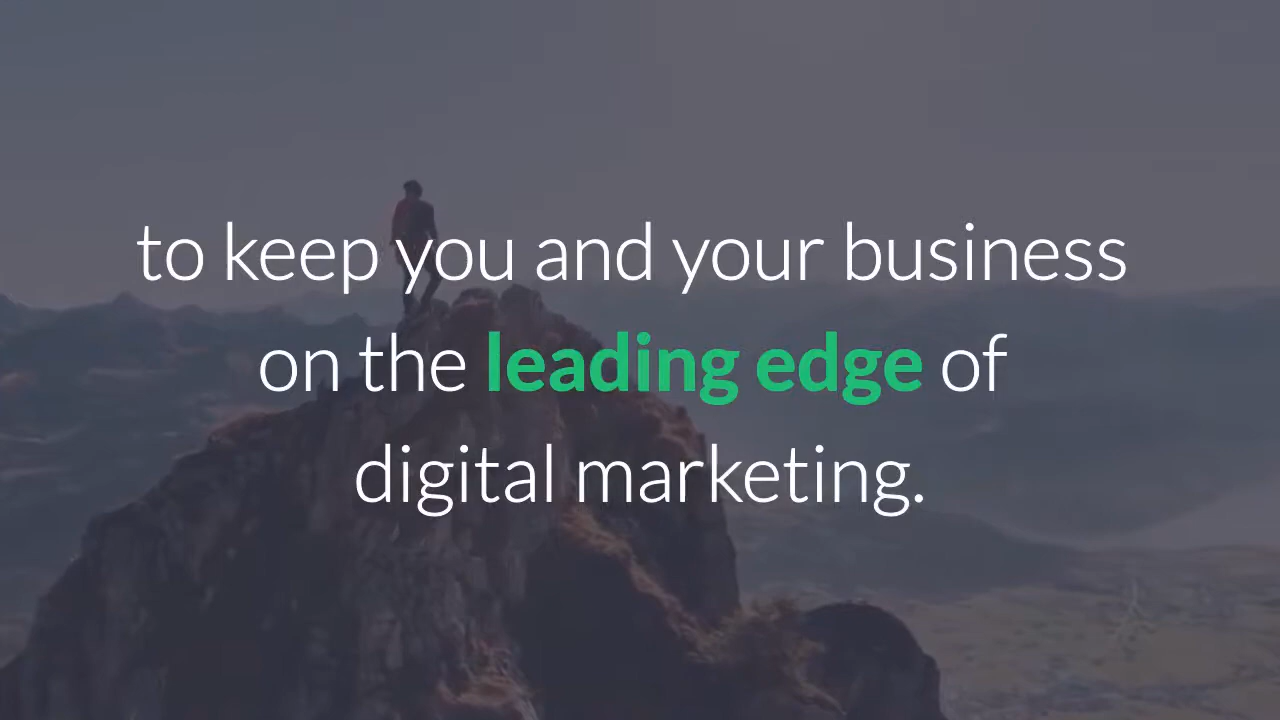 to keep you and your business
on the leading edge of
digital marketing.